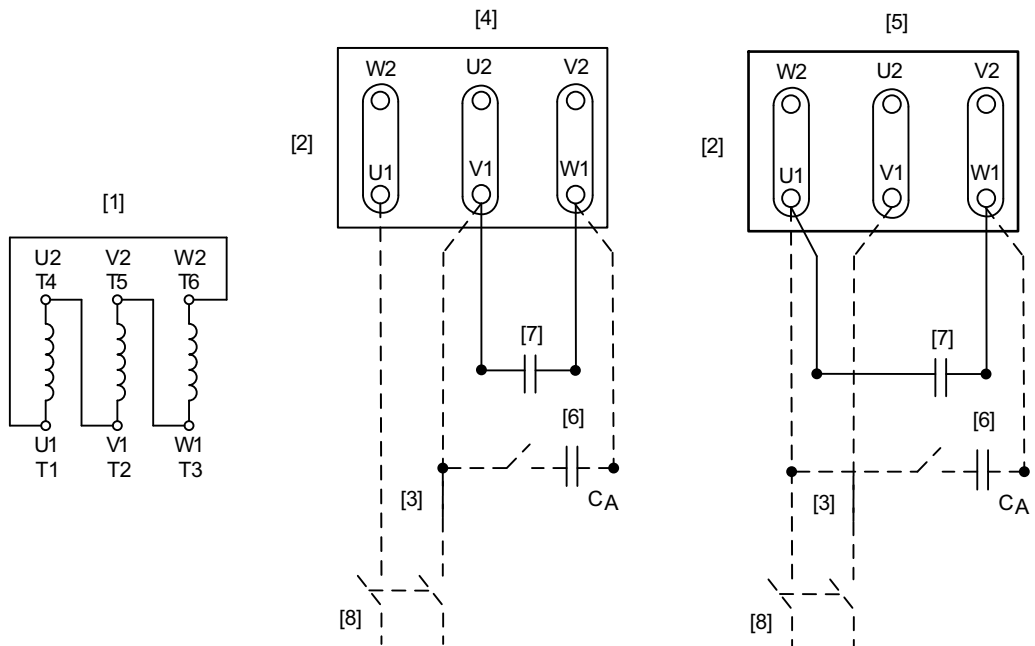 [1]
U2 V2 W2
T4 T5 T6
U1 V1 W1
T1 T2 T3
[4]
W2 U2 V2
[2]
U1 V1 W1
[7]
[6]
[3]
CA
[8]
[5]
W2 U2 V2
[2]
U1 V1 W1
[7]
[6]
[3]
CA
[8]